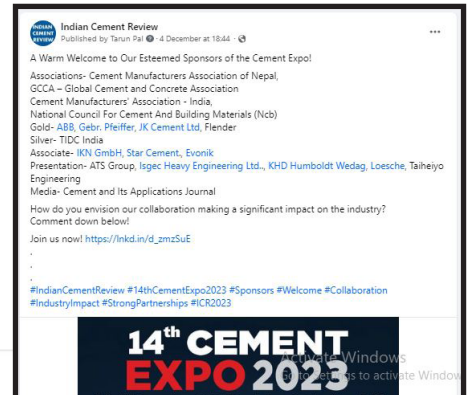 INDIAN
CEMENT
REVIEW
Indian Cement Review
Published by Tarun Pal · 4 December at 18:44 ·
A Warm Welcome to Our Esteemed Sponsors of the Cement Expo!
Associations- Cement Manufacturers Association of Nepal,
GCCA – Global Cement and Concrete Association
Cement Manufacturers' Association - India,
National Council For Cement And Building Materials (Ncb)
Gold- ABB, Gebr. Pfeiffer, JK Cement Ltd, Flender
Silver- TIDC India
Associate- IKN GmbH, Star Cement., Evonik
Presentation- ATS Group, Isgec Heavy Engineering Ltd.., KHD Humboldt Wedag, Loesche, Taiheiyo
Engineering
Media- Cement and Its Applications Journal
How do you envision our collaboration making a significant impact on the industry?
Comment down below!
Join us now! https://lnkd.in/d_zmzSuE
.
.
.
#IndianCementReview #14thCementExpo2023 #Sponsors #Welcome #Collaboration
#IndustryImpact #StrongPartnerships #ICR2023
14th CEMENT
EXPO 2023
Activate Windows
Go to Settings to activate Window